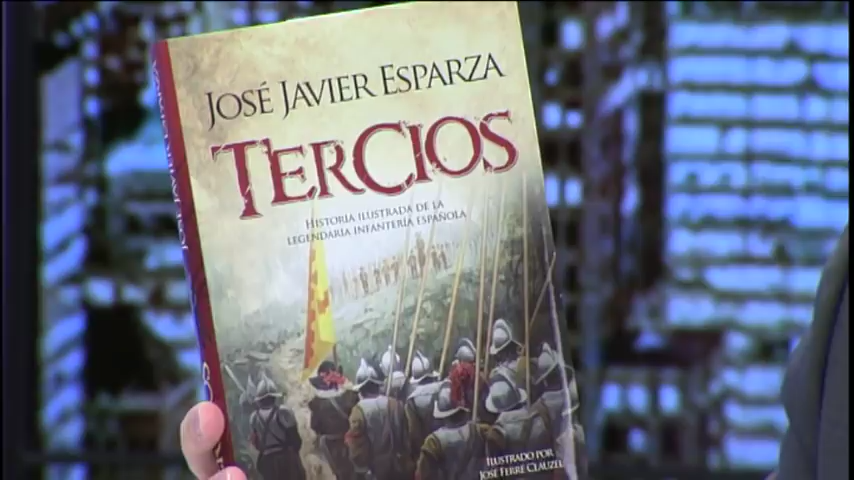 JOSÉ JAVIER ESPARZA
TERCIOS
HISTORIA ILUSTRADA DE LA
LEGENDARIA INFANTERÍA ESPAÑOLA
ILUSTRADO POR
JOSÉ FERRE CLAUZEL